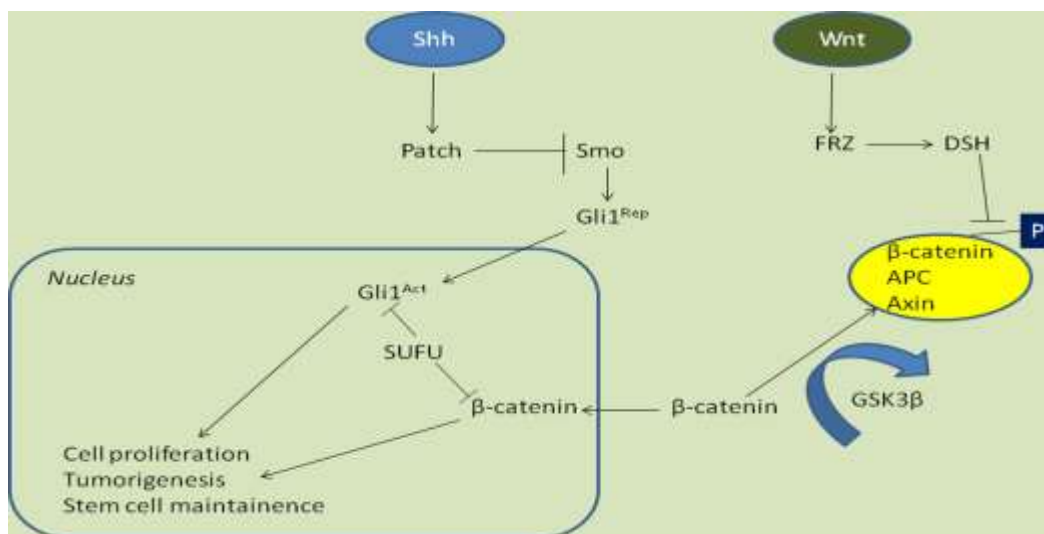 Shh
Wnt
Patch
Smo
FRZ
DSH
Gli1Rep
P
β-catenin
APC
Axin
Nucleus
Gli1Act
SUFU
β-catenin
β-catenin
GSK3β
Cell proliferation
Tumorigenesis
Stem cell maintainence